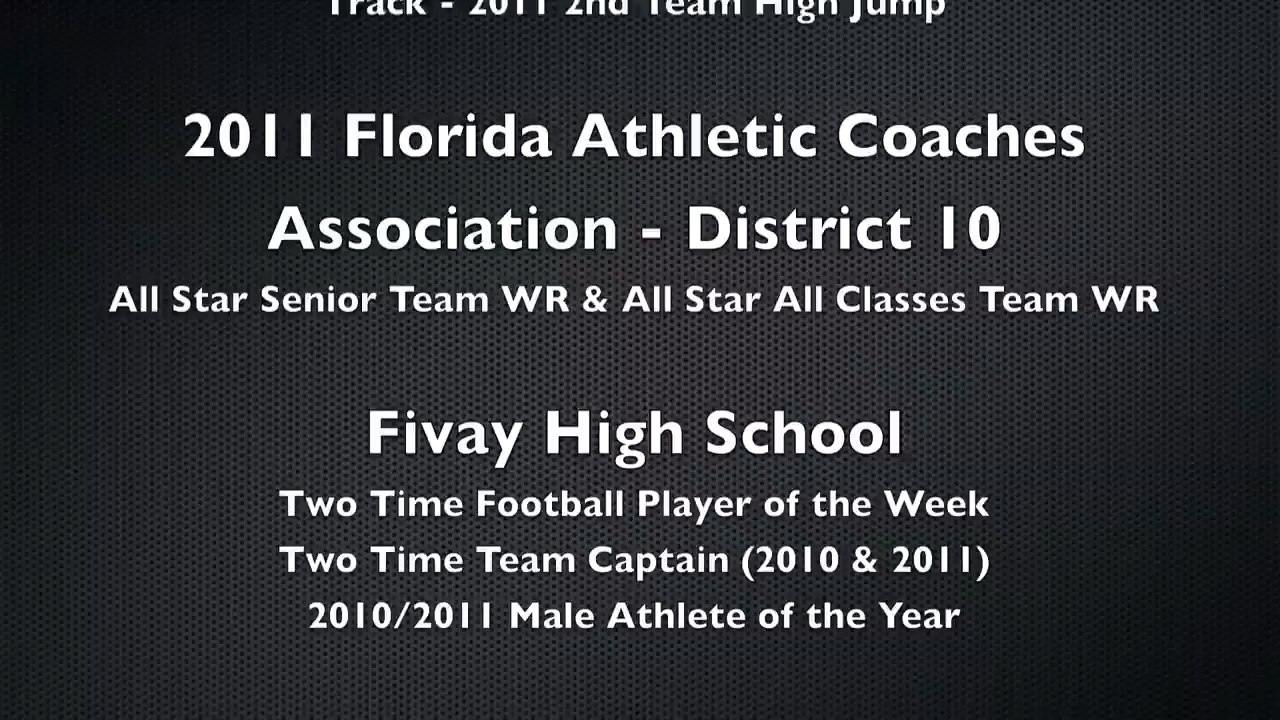 Track - 2011 2nd Team High Jump
2011 Florida Athletic Coaches
Association - District 10
All Star Senior Team WR & All Star All Classes Team WR
Fivay High School
Two Time Football Player of the Week
Two Time Team Captain (2010 & 2011)
2010/2011 Male Athlete of the Year